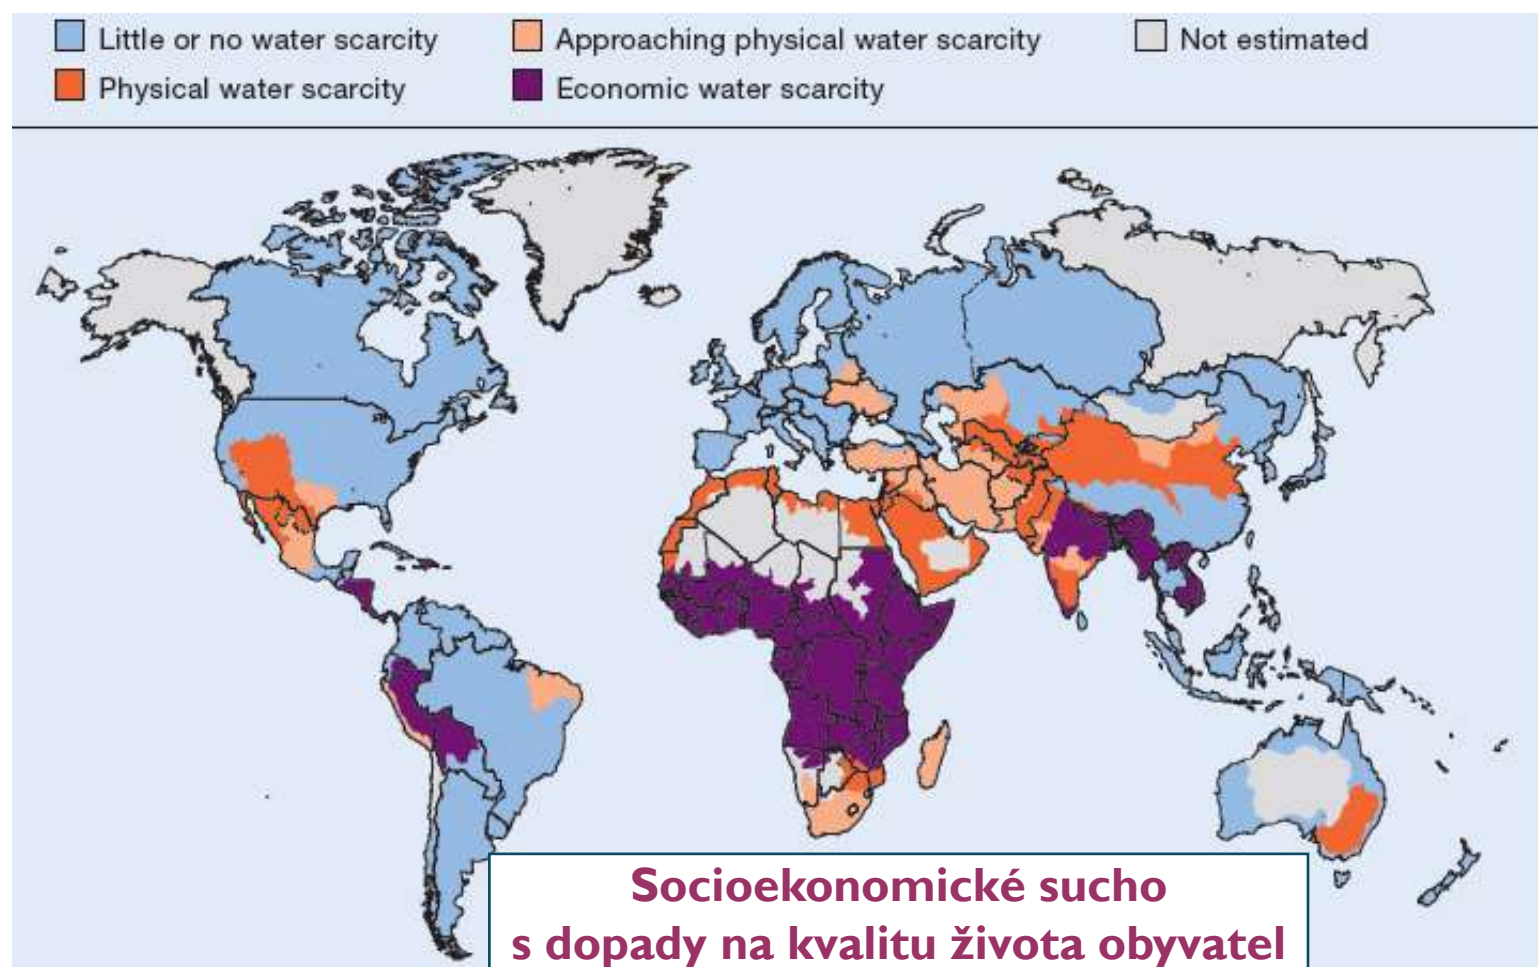 Little or no water scarcity
Approaching physical water scarcity
Not estimated
Physical water scarcity
Economic water scarcity
Socioekonomické sucho
s dopady na kvalitu života obyvatel